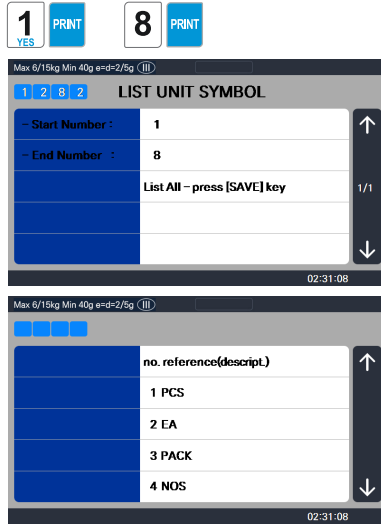 1 PRINT 8 PRINT
YES
Max 6/15kg Min 40g e=d=2/5g (III)
1 2 8 2 LIST UNIT SYMBOL
- Start Number : 1
- End Number : 8
List All - press [SAVE] key
1/1
02:31:08
Max 6/15kg Min 40g e=d=2/5g (III)
no. reference(descript.)
1 PCS
2 EA
3 PACK
4 NOS
02:31:08